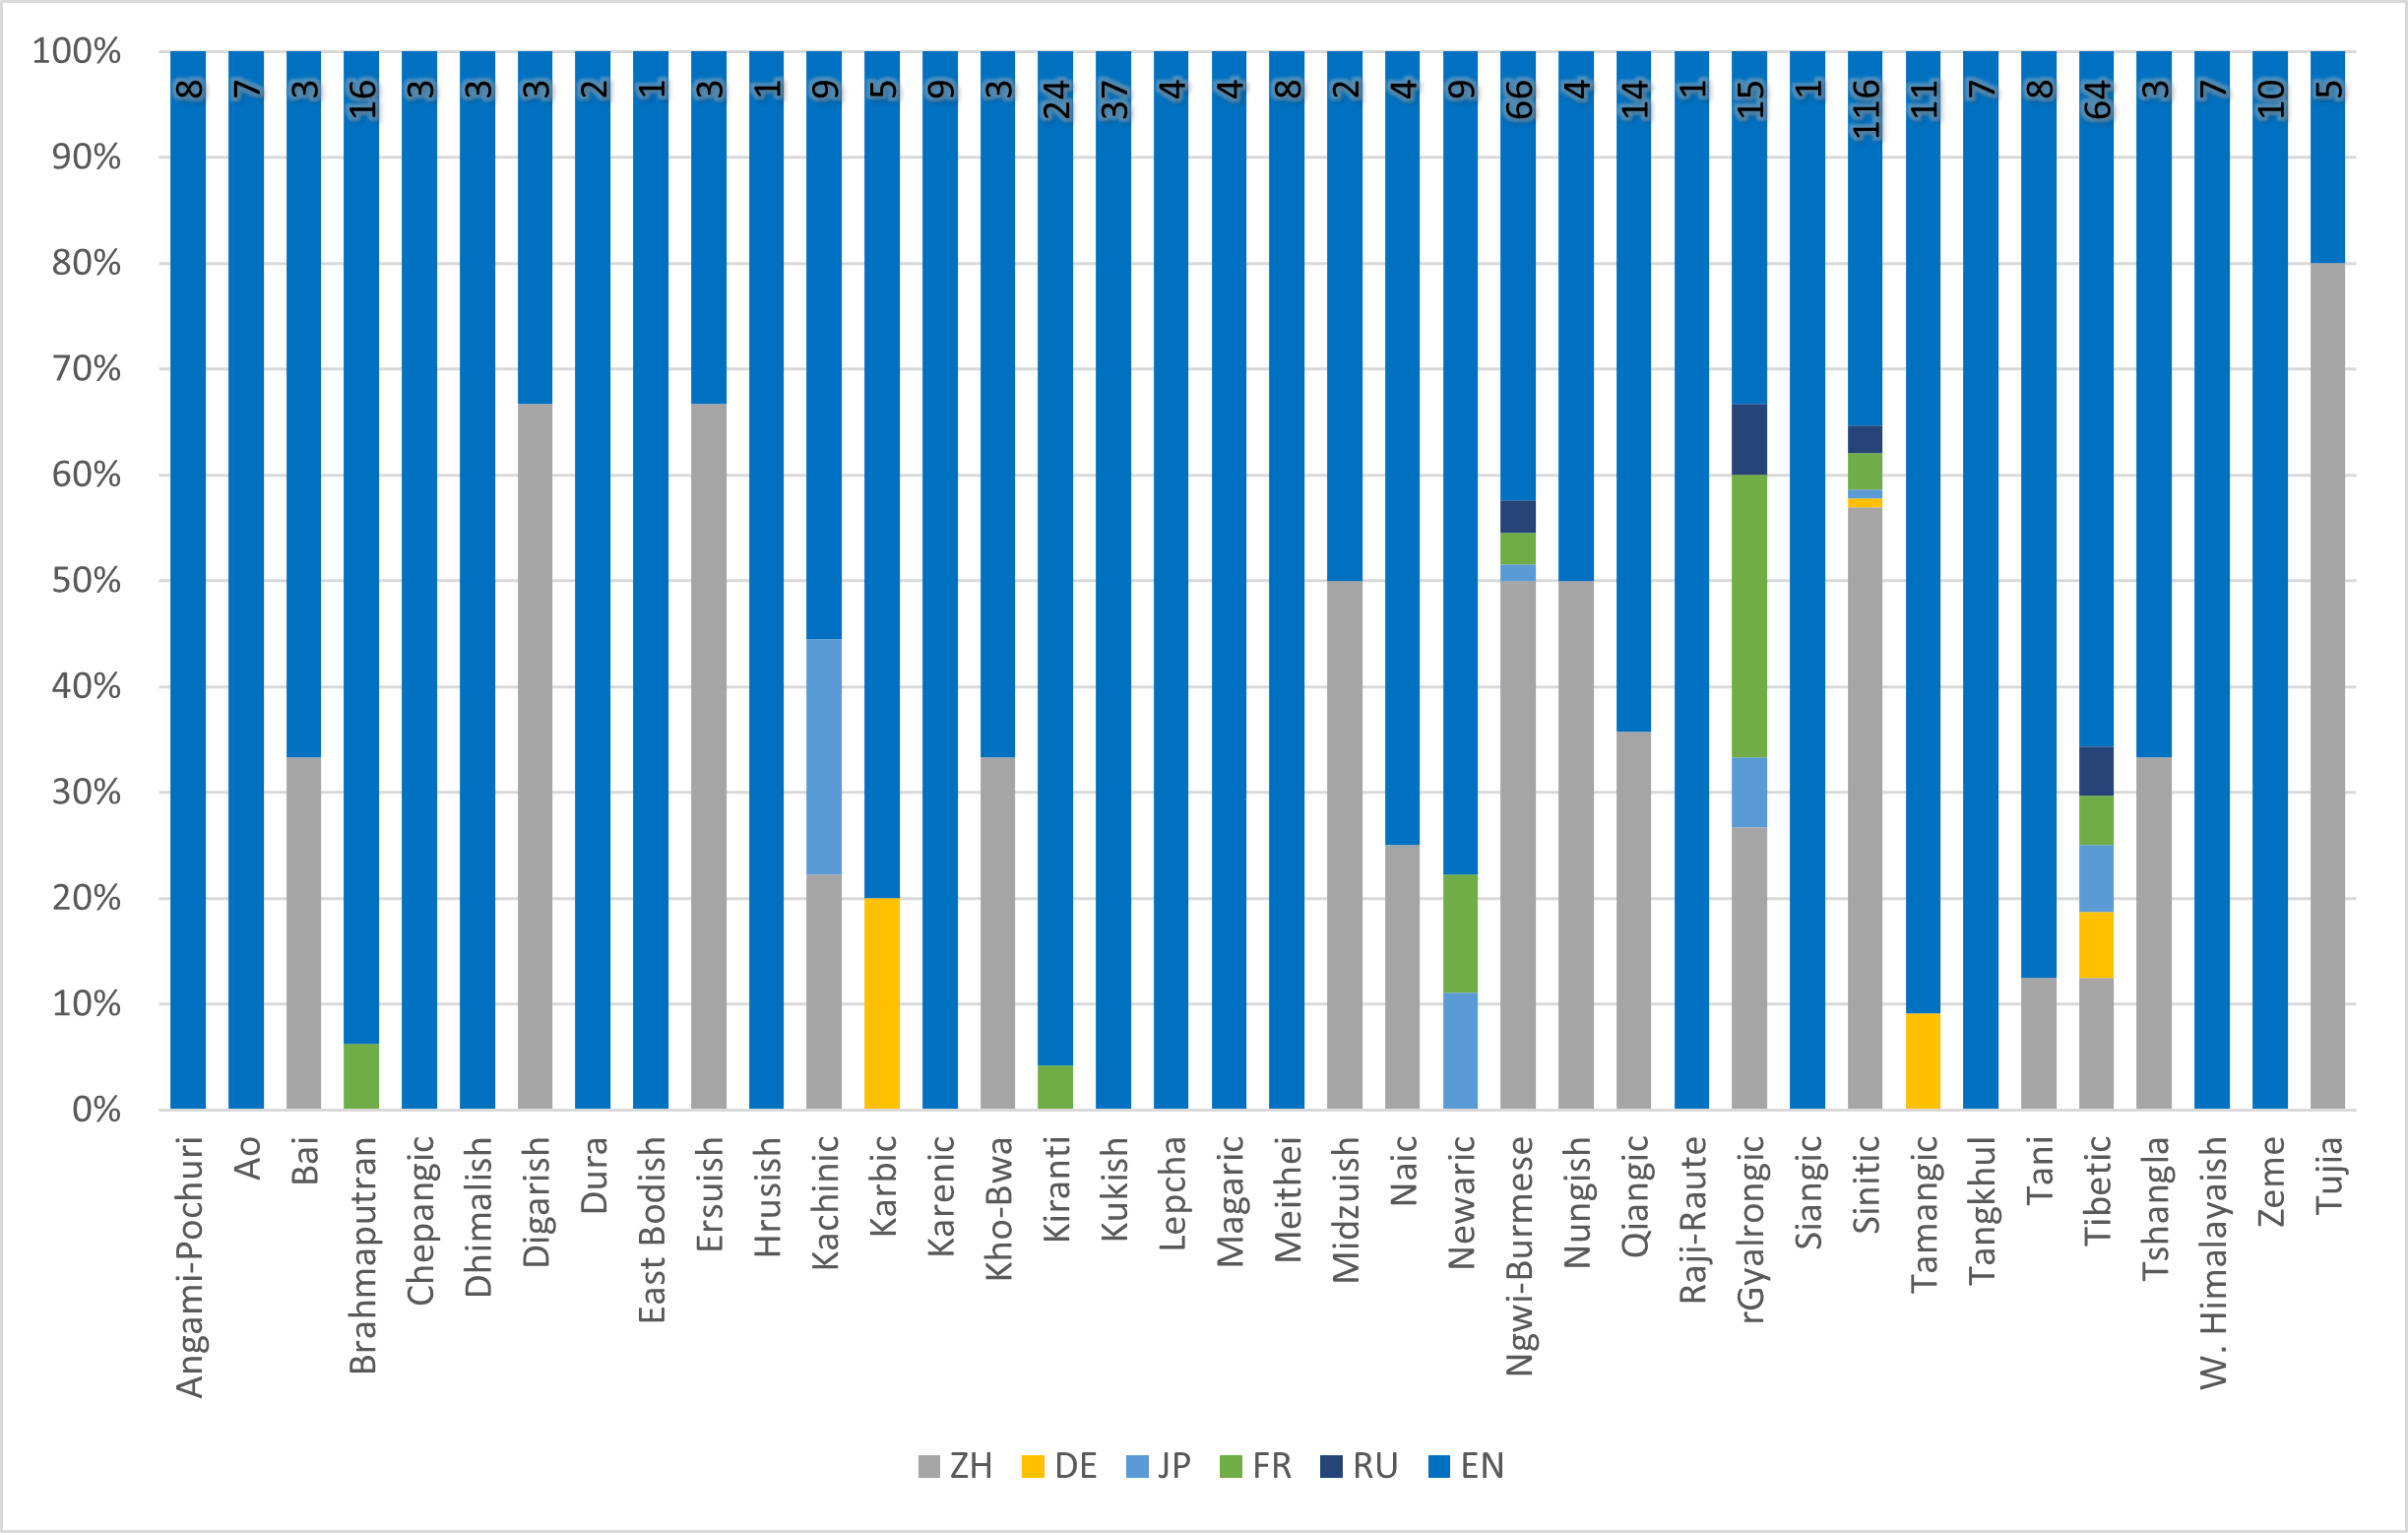 100%
90%
80%
70%
60%
50%
40%
30%
20%
10%
0%
8
7
3
16
3
3
3
2
1
3
1
9
5
9
3
24
37
4
4
8
2
4
9
66
4
14
1
15
1
116
11
7
8
64
3
7
10
5
Angami-Pochuri
Ao
Bai
Brahmaputran
Chepangic
Dhimalish
Digarish
Dura
East Bodish
Ersuish
Hrusish
Kachinic
Karbic
Karenic
Kho-Bwa
Kiranti
Kukish
Lepcha
Magaric
Meithei
Midzuish
Naic
Newaric
Ngwi-Burmese
Nungish
Qiangic
Raji-Raute
rGyalrongic
Siangic
Sinitic
Tamangic
Tangkhul
Tani
Tibetic
Tshangla
W. Himalayaish
Zeme
Tujia
ZH DE JP FR RU EN